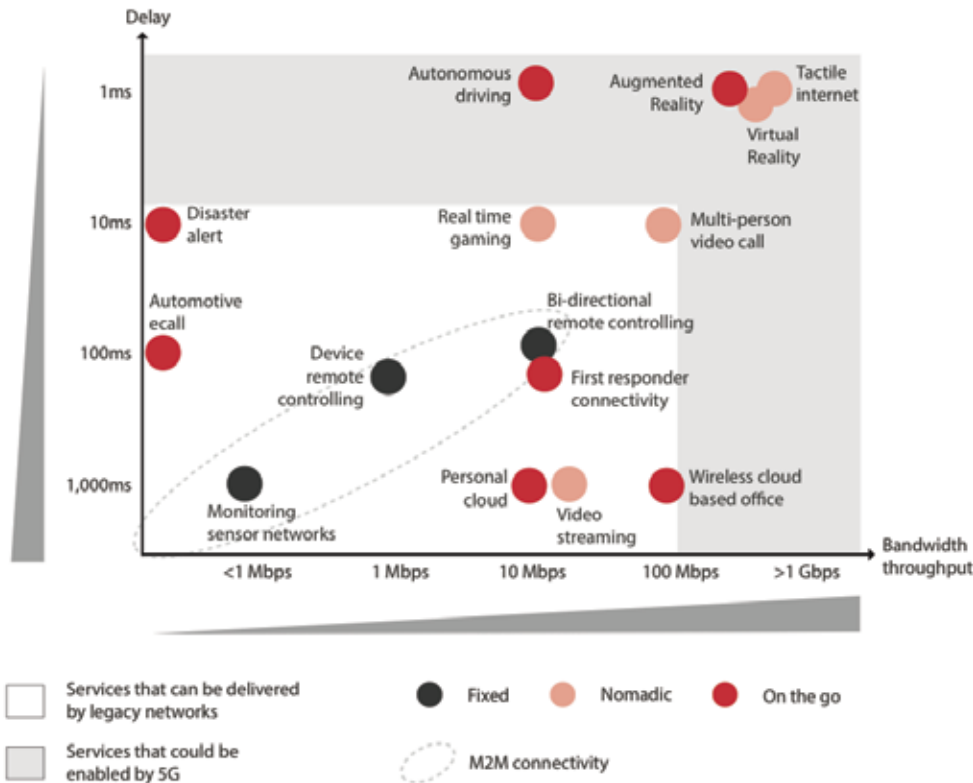 Delay
1ms
Autonomous
driving
Augmented
Reality
Tactile
internet
Virtual
Reality
10ms
Disaster
alert
Real time
gaming
Multi-person
video call
Automotive
ecall
Bi-directional
remote controlling
100ms
Device
remote
controlling
First responder
connectivity
1,000ms
Monitoring
sensor networks
Personal
cloud
Video
streaming
Wireless cloud
based office
Bandwidth
throughput
<1 Mbps
1 Mbps
10 Mbps
100 Mbps
>1 Gbps
Services that can be delivered
by legacy networks
Fixed
Nomadic
On the go
Services that could be
enabled by 5G
M2M connectivity